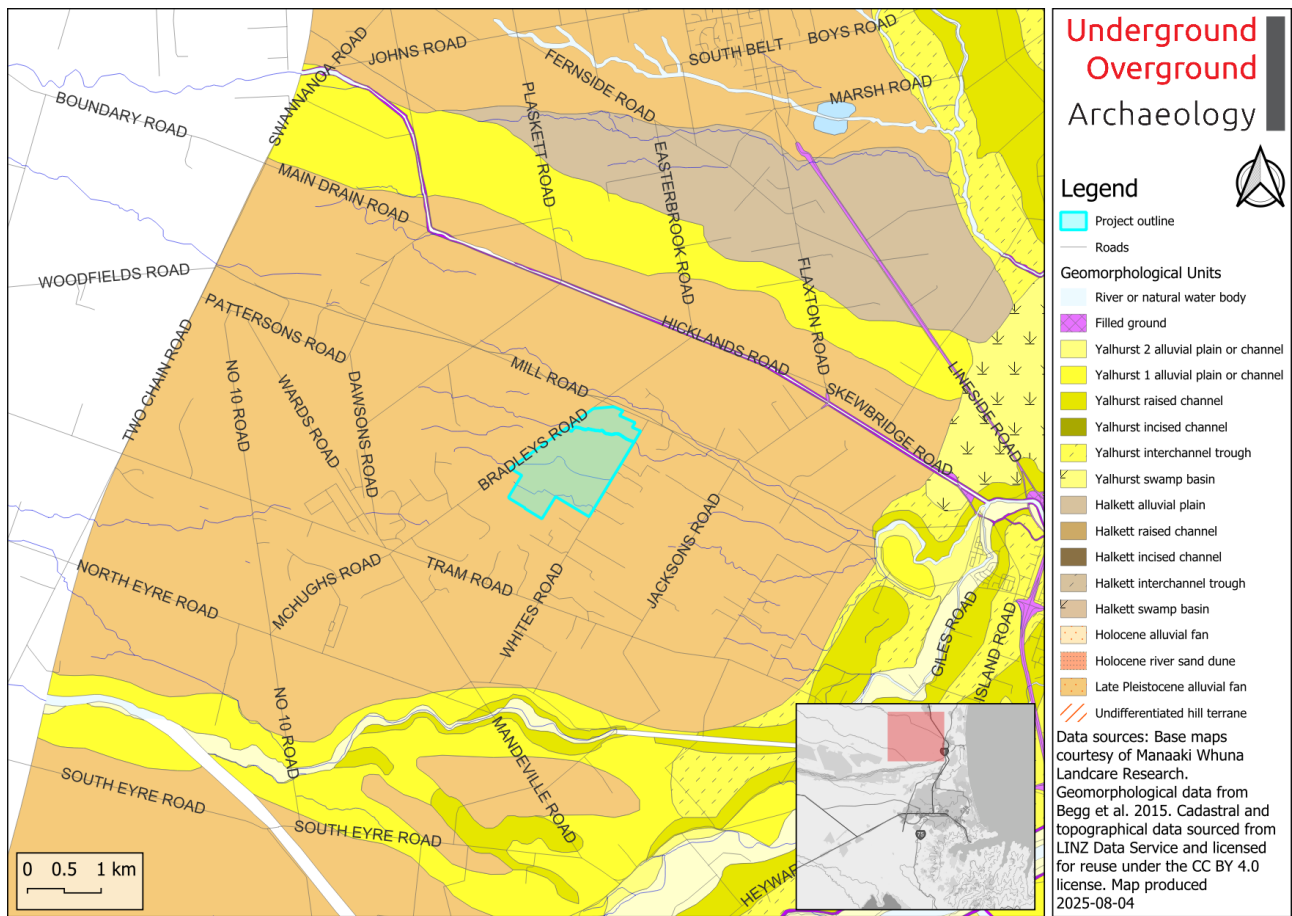 JOHNS ROAD
SOUTH BELT
BOYS ROAD
FERNSIDE ROAD
MARSH ROAD
SWANNANOA ROAD
BOUNDARY ROAD
PLASKETT ROAD
EASTERBROOK ROAD
MAIN DRAIN ROAD
WOODFIELDS ROAD
FLAXTON ROAD
PATTERSONS ROAD
HICKLANDS ROAD
TWO CHAIN ROAD
NO 10 ROAD
WARDS ROAD
DAWSONS ROAD
MILL ROAD
SKEWBRIDGE ROAD
LINESIDE ROAD
BRADLEYS ROAD
JACKSONS ROAD
NORTH EYRE ROAD
MCHUGHS ROAD
TRAM ROAD
WHITES ROAD
GILES ROAD
ISLAND ROAD
NO 10 ROAD
MANDEVILLE ROAD
SOUTH EYRE ROAD
SOUTH EYRE ROAD
HEYWAR
0 0.5 1 km
Underground
Overground
Archaeology
Legend
Project outline
Roads
Geomorphological Units
River or natural water body
Filled ground
Yalhurst 2 alluvial plain or channel
Yalhurst 1 alluvial plain or channel
Yalhurst raised channel
Yalhurst incised channel
Yalhurst interchannel trough
Yalhurst swamp basin
Halkett alluvial plain
Halkett raised channel
Halkett incised channel
Halkett interchannel trough
Halkett swamp basin
Holocene alluvial fan
Holocene river sand dune
Late Pleistocene alluvial fan
Undifferentiated hill terrane
Data sources: Base maps
courtesy of Manaaki Whuna
Landcare Research.
Geomorphological data from
Begg et al. 2015. Cadastral and
topographical data sourced from
LINZ Data Service and licensed
for reuse under the CC BY 4.0
license. Map produced
2025-08-04